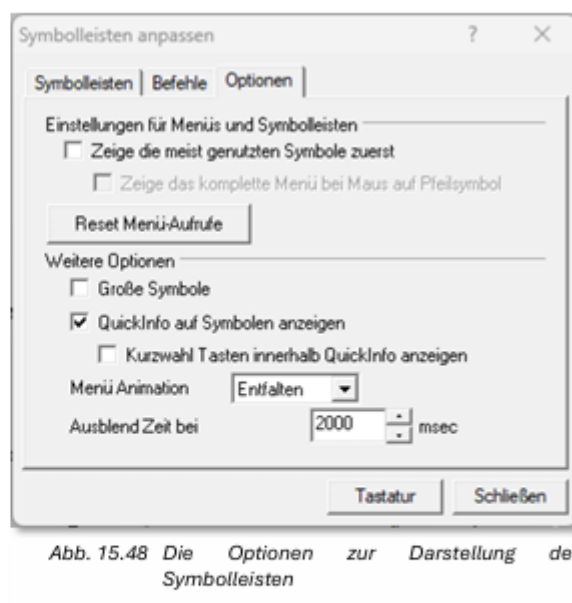 Symbolleisten anpassen ? ×
Symbolleisten Befehle Optionen
Einstellungen für Menüs und Symbolleisten
Zeige die meist genutzten Symbole zuerst
Zeige das komplette Menü bei Maus auf Pfeilsymbol
Reset Menü-Aufrufe
Weitere Optionen
Große Symbole
QuickInfo auf Symbolen anzeigen
Kurzwahl Tasten innerhalb QuickInfo anzeigen
Menü Animation Entfalten
Ausblend Zeit bei 2000 msec
Tastatur Schließen
Abb. 15.48 Die Optionen zur Darstellung de
Symbolleisten